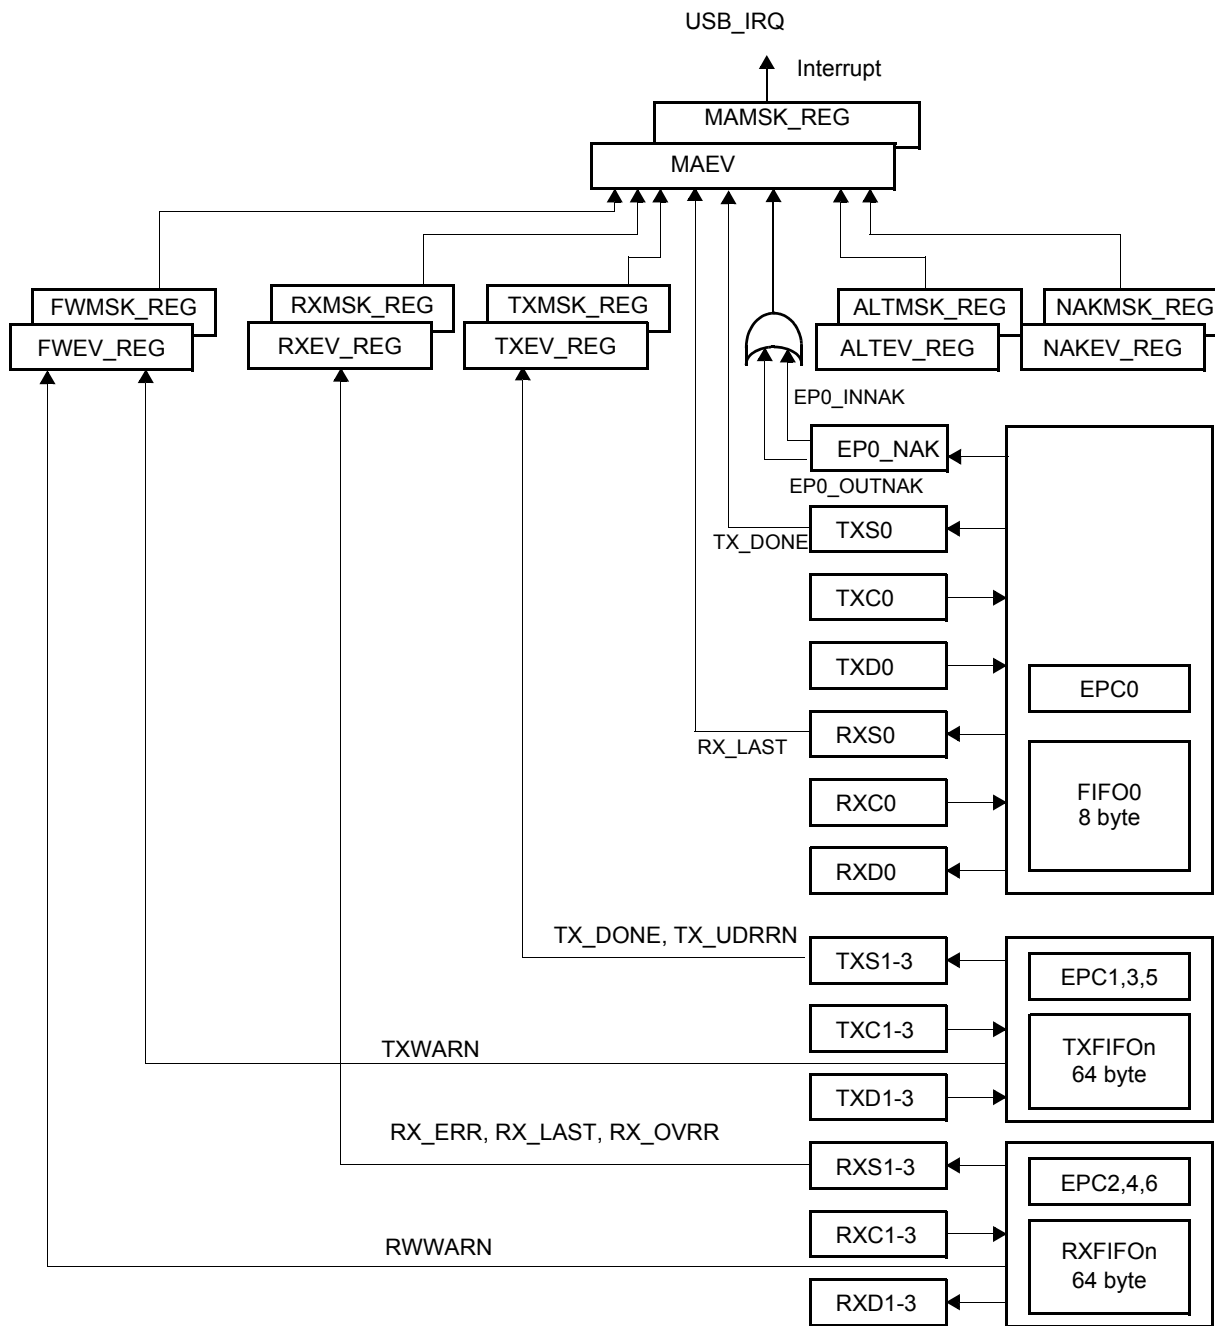 USB_IRQ
Interrupt
MAMSK_REG
MAEV
FWMSK_REG
RXMSK_REG
TXMSK_REG
ALTMSK_REG
NAKMSK_REG
FWEV_REG
RXEV_REG
TXEV_REG
ALTEV_REG
NAKEV_REG
EP0_INNAK
EP0_NAK
EP0_OUTNAK
TXS0
TX_DONE
TXC0
TXD0
EPC0
RXS0
RX_LAST
RXC0
FIFO0
8 byte
RXD0
TX_DONE, TX_UDRRN
TXS1-3
EPC1,3,5
TXC1-3
TXWARN
TXFIFOn
64 byte
TXD1-3
RX_ERR, RX_LAST, RX_OVRR
RXS1-3
EPC2,4,6
RXC1-3
RWWARN
RXFIFOn
64 byte
RXD1-3